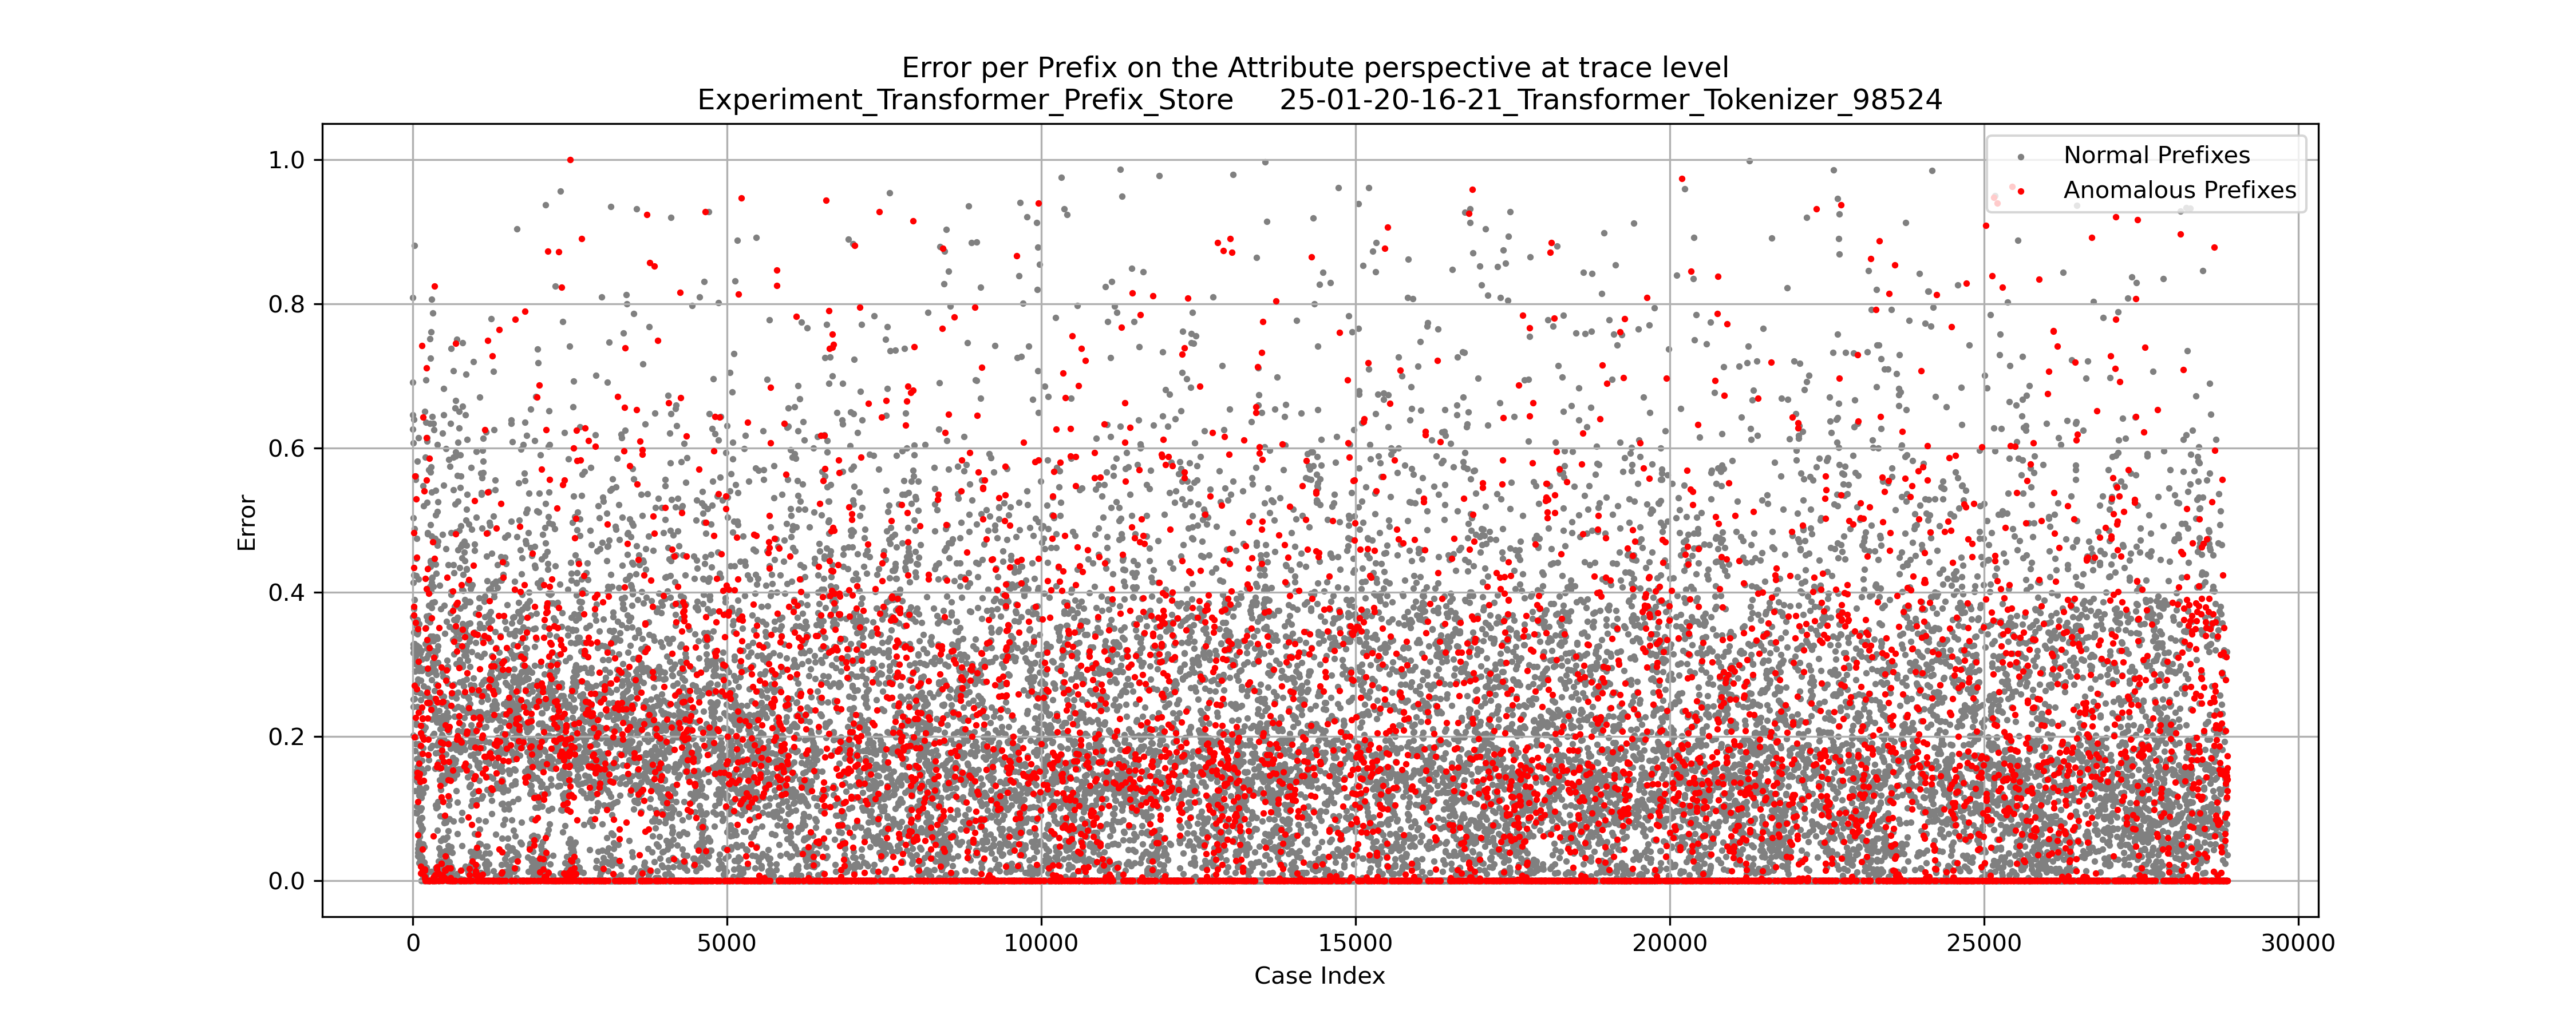 Error per Prefix on the Attribute perspective at trace level
Experiment_Transformer_Prefix_Store 25-01-20-16-21_Transformer_Tokenizer_98524
Normal Prefixes
Anomalous Prefixes
1.0
0.8
0.6
0.4
0.2
0.0
Error
0 5000 10000 15000 20000 25000 30000
Case Index